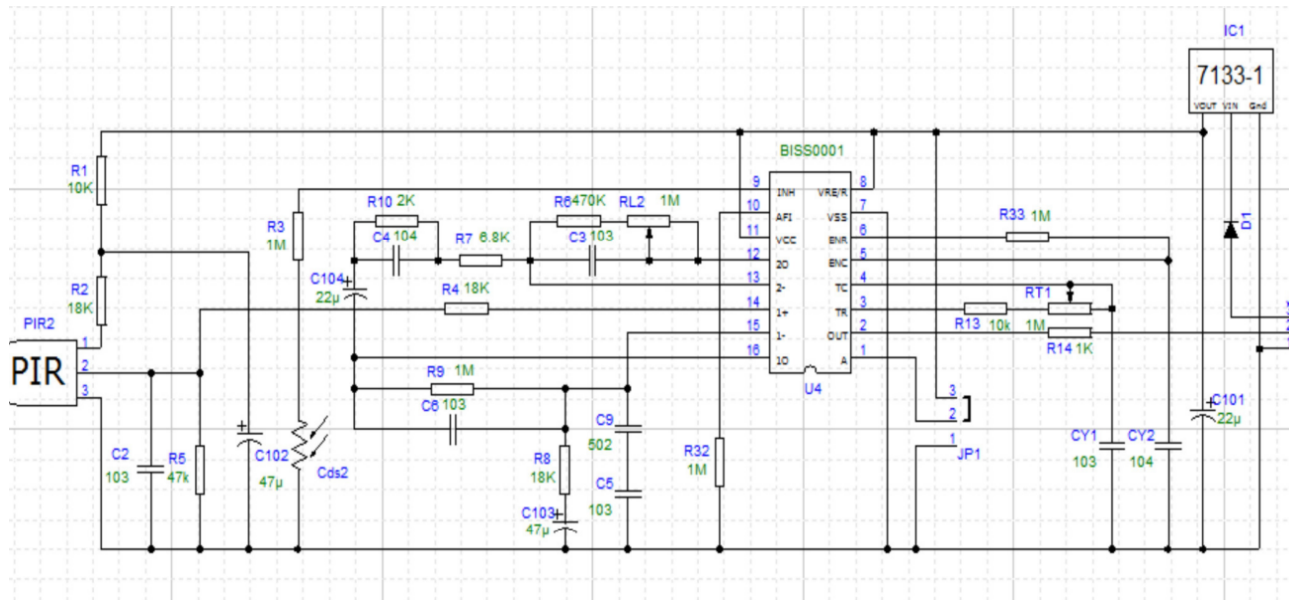 IC1
7133-1
VOUT VIN Gnd
BISS0001
R1
10K
9 INH VRE/R 8
10 AFI VSS 7
11 VCC ENR 6
12 2O ENC 5
13 2- TC 4
14 1+ TR 3
15 1- OUT 2
16 1O A 1
U4
R10 2K
C4 104
R7 6.8K
R6 470K
RL2 1M
C3 103
R3
1M
C104
+
22µ
R4 18K
R2
18K
PIR2
PIR
1
2
3
R33 1M
D1
RT1
R13 10k 1M
R14 1K
R9 1M
C6 103
C9
502
C2
103
R5
47k
+
C102
47µ
Cds2
R8
18K
C103
+
47µ
C5
103
R32
1M
3
2
1
JP1
CY1
103
CY2
104
C101
+
22µ